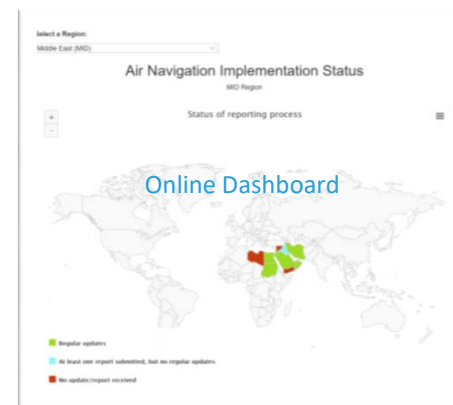 Select a Region:
Middle East (MID)
Air Navigation Implementation Status
MID Region
Status of reporting process
+
−
Online Dashboard
Regular updates
At least one report submitted, but no regular updates
No update/report received